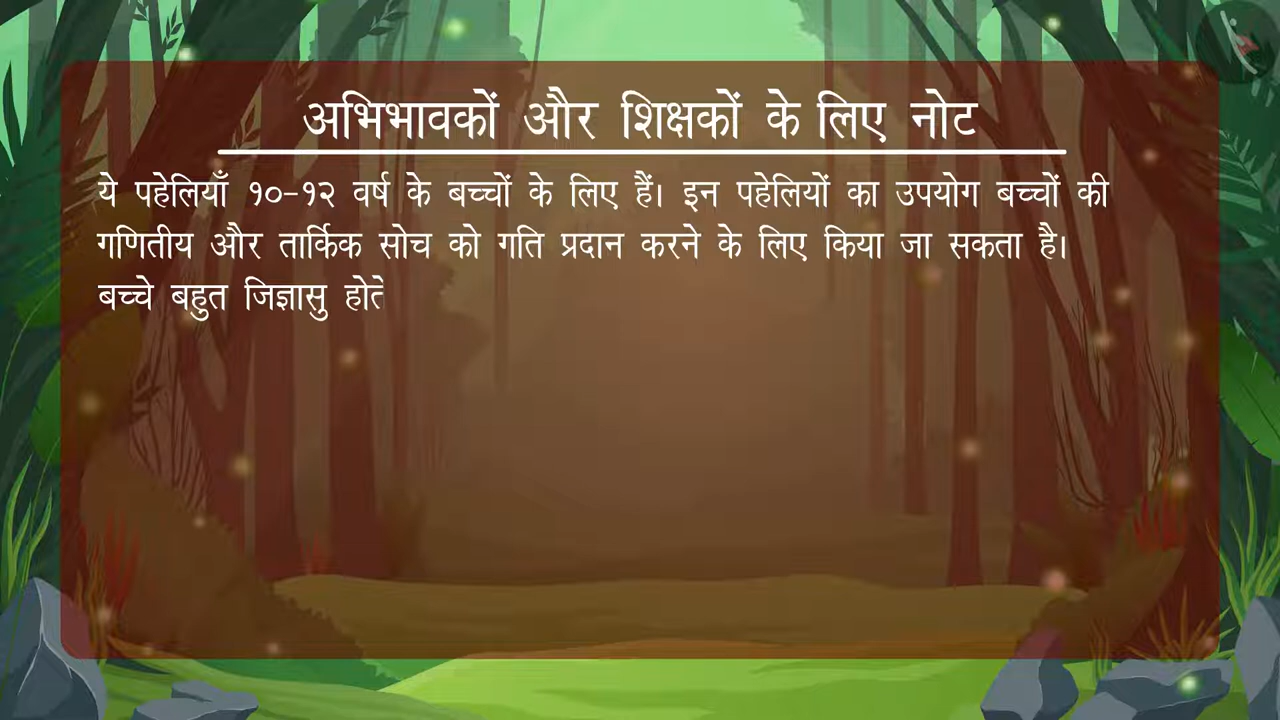 अभिभावकों और शिक्षकों के लिए नोट
ये पहेलियाँ १०-१२ वर्ष के बच्चों के लिए हैं। इन पहेलियों का उपयोग बच्चों की
गणितीय और तार्किक सोच को गति प्रदान करने के लिए किया जा सकता है।
बच्चे बहुत जिज्ञासु होते